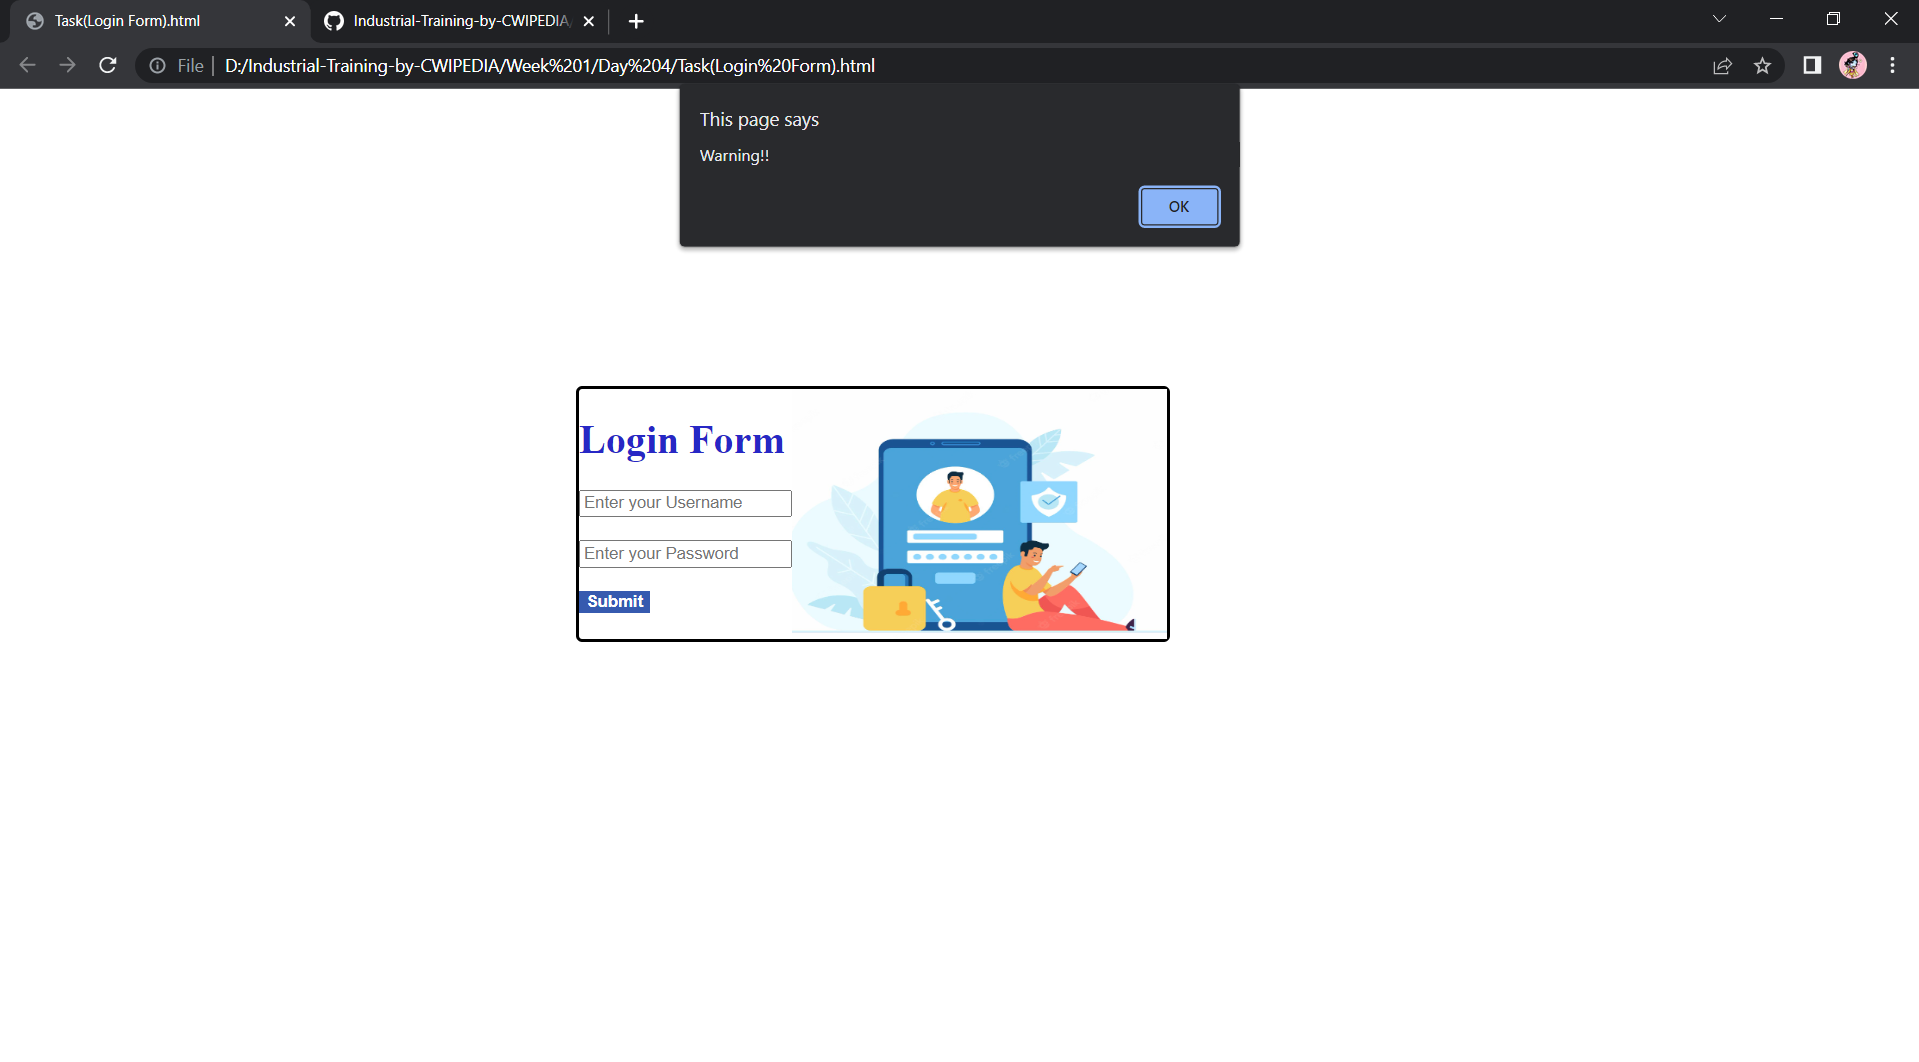 Task(Login Form).html
Industrial-Training-by-CWIPEDIA
File
D:/Industrial-Training-by-CWIPEDIA/Week%201/Day%204/Task(Login%20Form).html
This page says
Warning!!
OK
Login Form
Enter your Username
Enter your Password
Submit